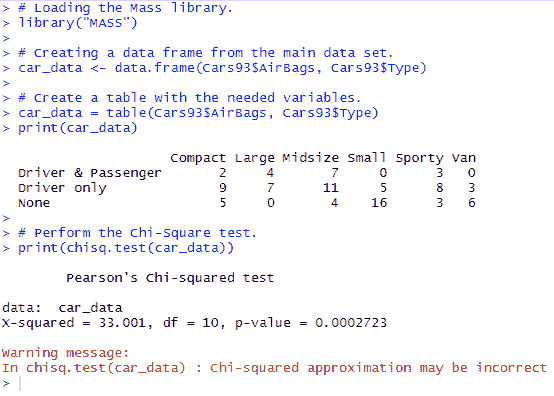 > # Loading the Mass library.
> library("MASS")
>
> # Creating a data frame from the main data set.
> car_data <- data.frame(Cars93$AirBags, Cars93$Type)
>
> # Create a table with the needed variables.
> car_data = table(Cars93$AirBags, Cars93$Type)
> print(car_data)
                     Compact Large Midsize Small Sporty Van
  Driver & Passenger       2     4       7     0      3   0
  Driver only              9     7      11     5      8   3
  None                     5     0       4    16      3   6
>
> # Perform the Chi-Square test.
> print(chisq.test(car_data))
        Pearson's Chi-squared test
data:  car_data
X-squared = 33.001, df = 10, p-value = 0.0002723
Warning message:
In chisq.test(car_data) : Chi-squared approximation may be incorrect
>